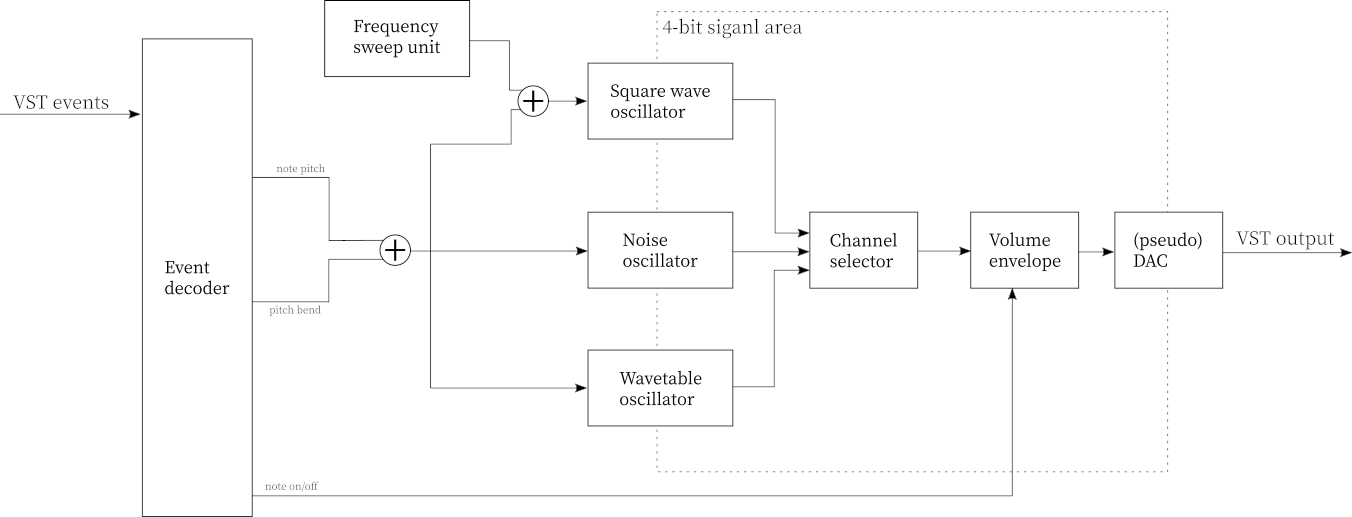 Frequency
sweep unit
4-bit siganl area
VST events
Square wave
oscillator
note pitch
Event
decoder
pitch bend
Noise
oscillator
Channel
selector
Volume
envelope
(pseudo)
DAC
VST output
Wavetable
oscillator
note on/off